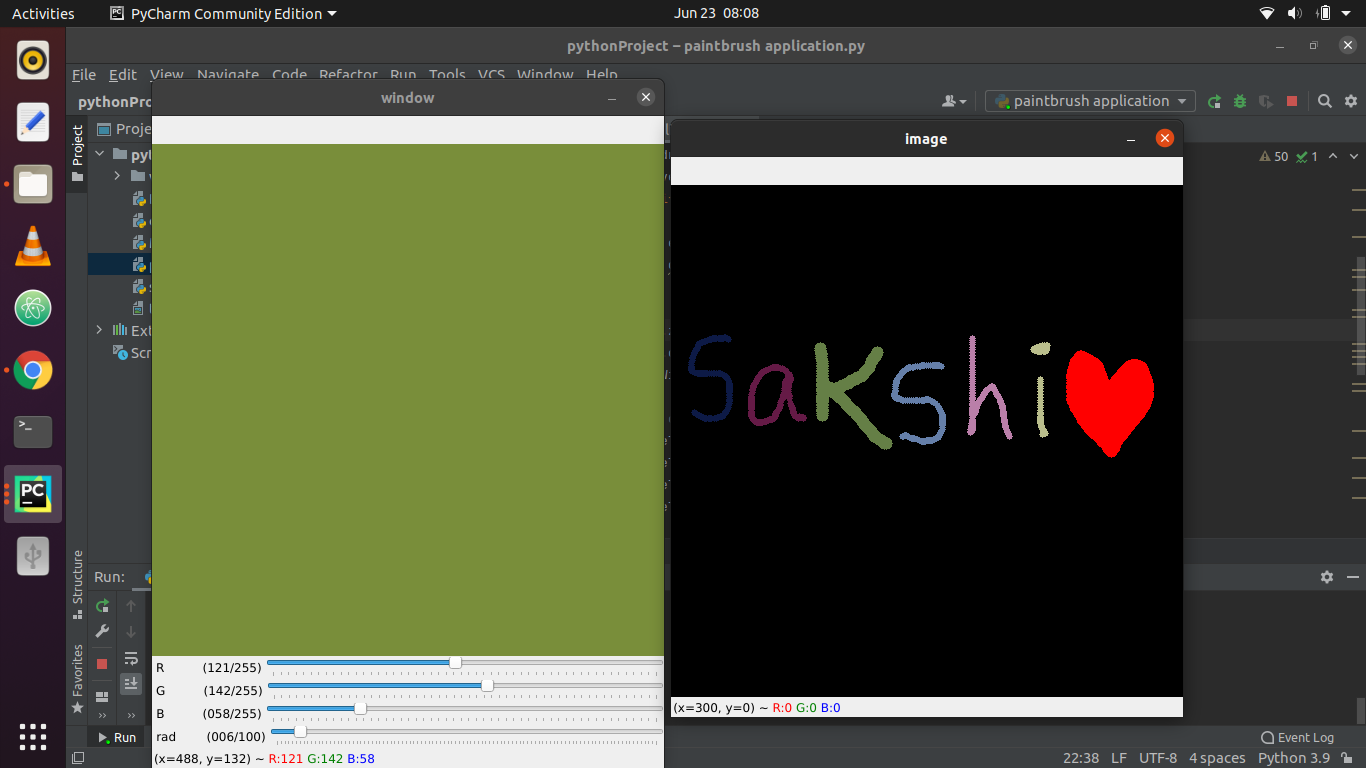 Activities PyCharm Community Edition Jun 23 08:08
pythonProject – paintbrush application.py
File Edit View Navigate Code Refactor Run Tools VCS Window Help
pythonPro
paintbrush application
window
image
Project
Proje
50 1
pyt
Ext
Scr
Sakshi
Structure
Favorites
Run:
R (121/255)
G (142/255)
B (058/255)
rad (006/100)
(x=488, y=132) ~ R:121 G:142 B:58
(x=300, y=0) ~ R:0 G:0 B:0
Run
Event Log
22:38 LF UTF-8 4 spaces Python 3.9
PC